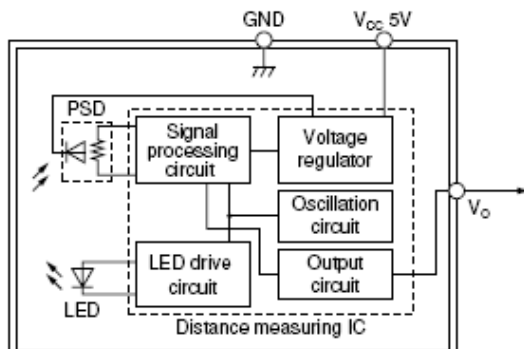 GND
VCC 5V
PSD
Signal
processing
circuit
Voltage
regulator
Oscillation
circuit
VO
LED drive
circuit
Output
circuit
LED
Distance measuring IC